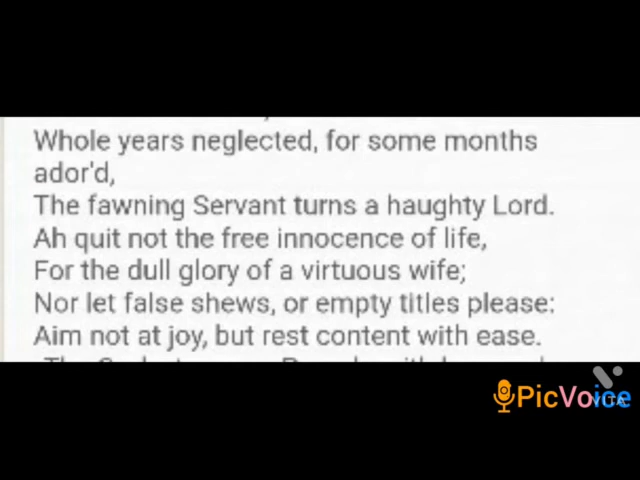 Whole years neglected, for some months
ador'd,
The fawning Servant turns a haughty Lord.
Ah quit not the free innocence of life,
For the dull glory of a virtuous wife;
Nor let false shews, or empty titles please:
Aim not at joy, but rest content with ease.
PicVoice
VITA